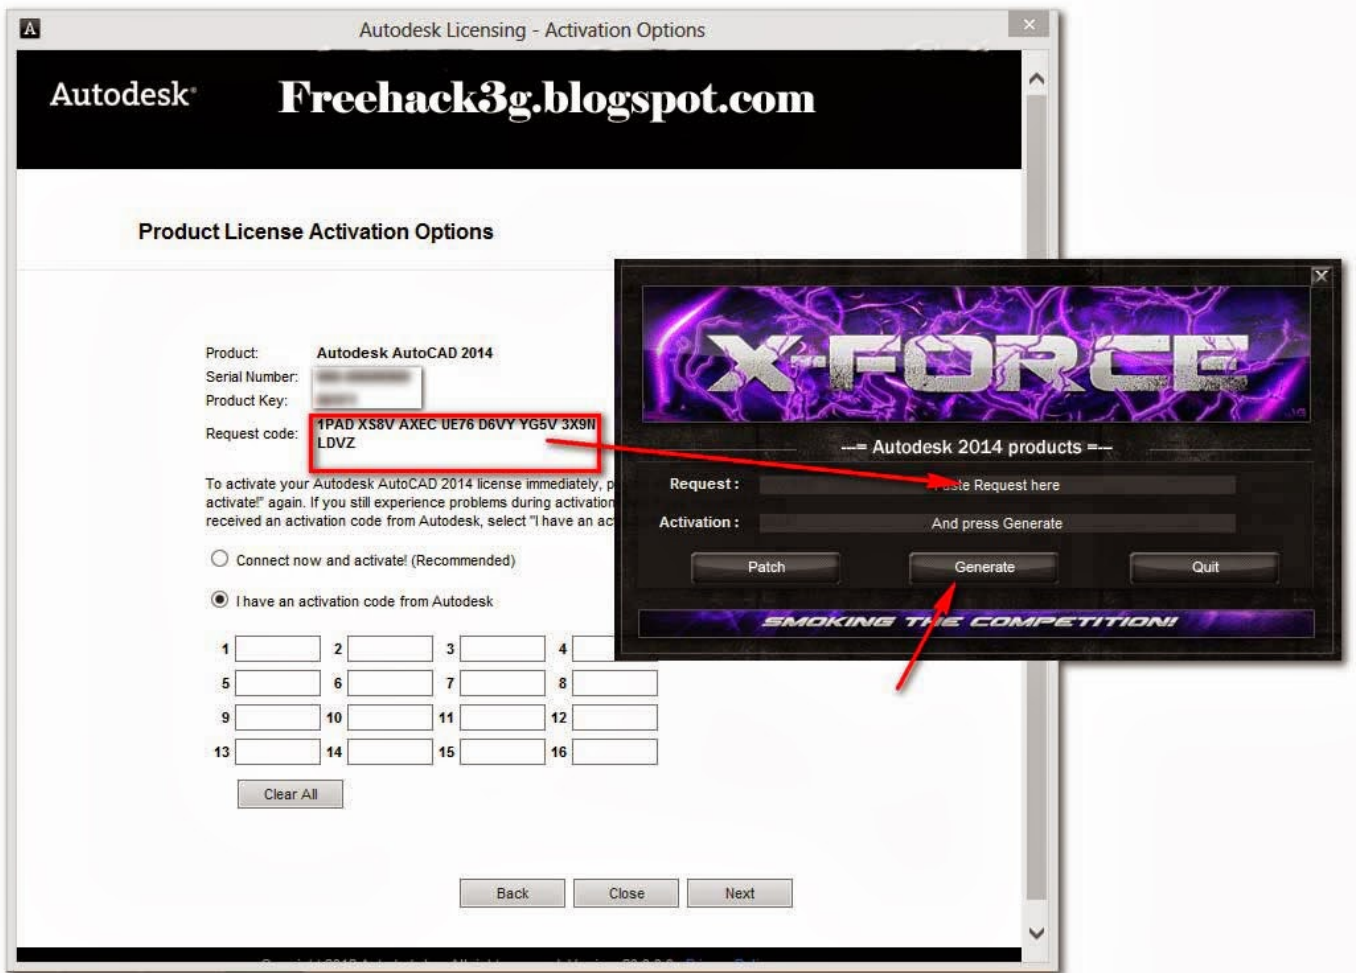 Autodesk Licensing - Activation Options
Autodesk
Freehack3g.blogspot.com
Product License Activation Options
Product: Autodesk AutoCAD 2014
Serial Number:
Product Key:
Request code: 1PAD XS8V AXEC UE76 D6VY YG5V 3X9N
LDVZ
To activate your Autodesk AutoCAD 2014 license immediately, p
activate!" again. If you still experience problems during activation
received an activation code from Autodesk, select "I have an ac
Connect now and activate! (Recommended)
I have an activation code from Autodesk
1 2 3 4
5 6 7 8
9 10 11 12
13 14 15 16
Clear All
Back Close Next
X-FORCE
---= Autodesk 2014 products =---
Request : Paste Request here
Activation : And press Generate
Patch Generate Quit
SMOKING THE COMPETITION!